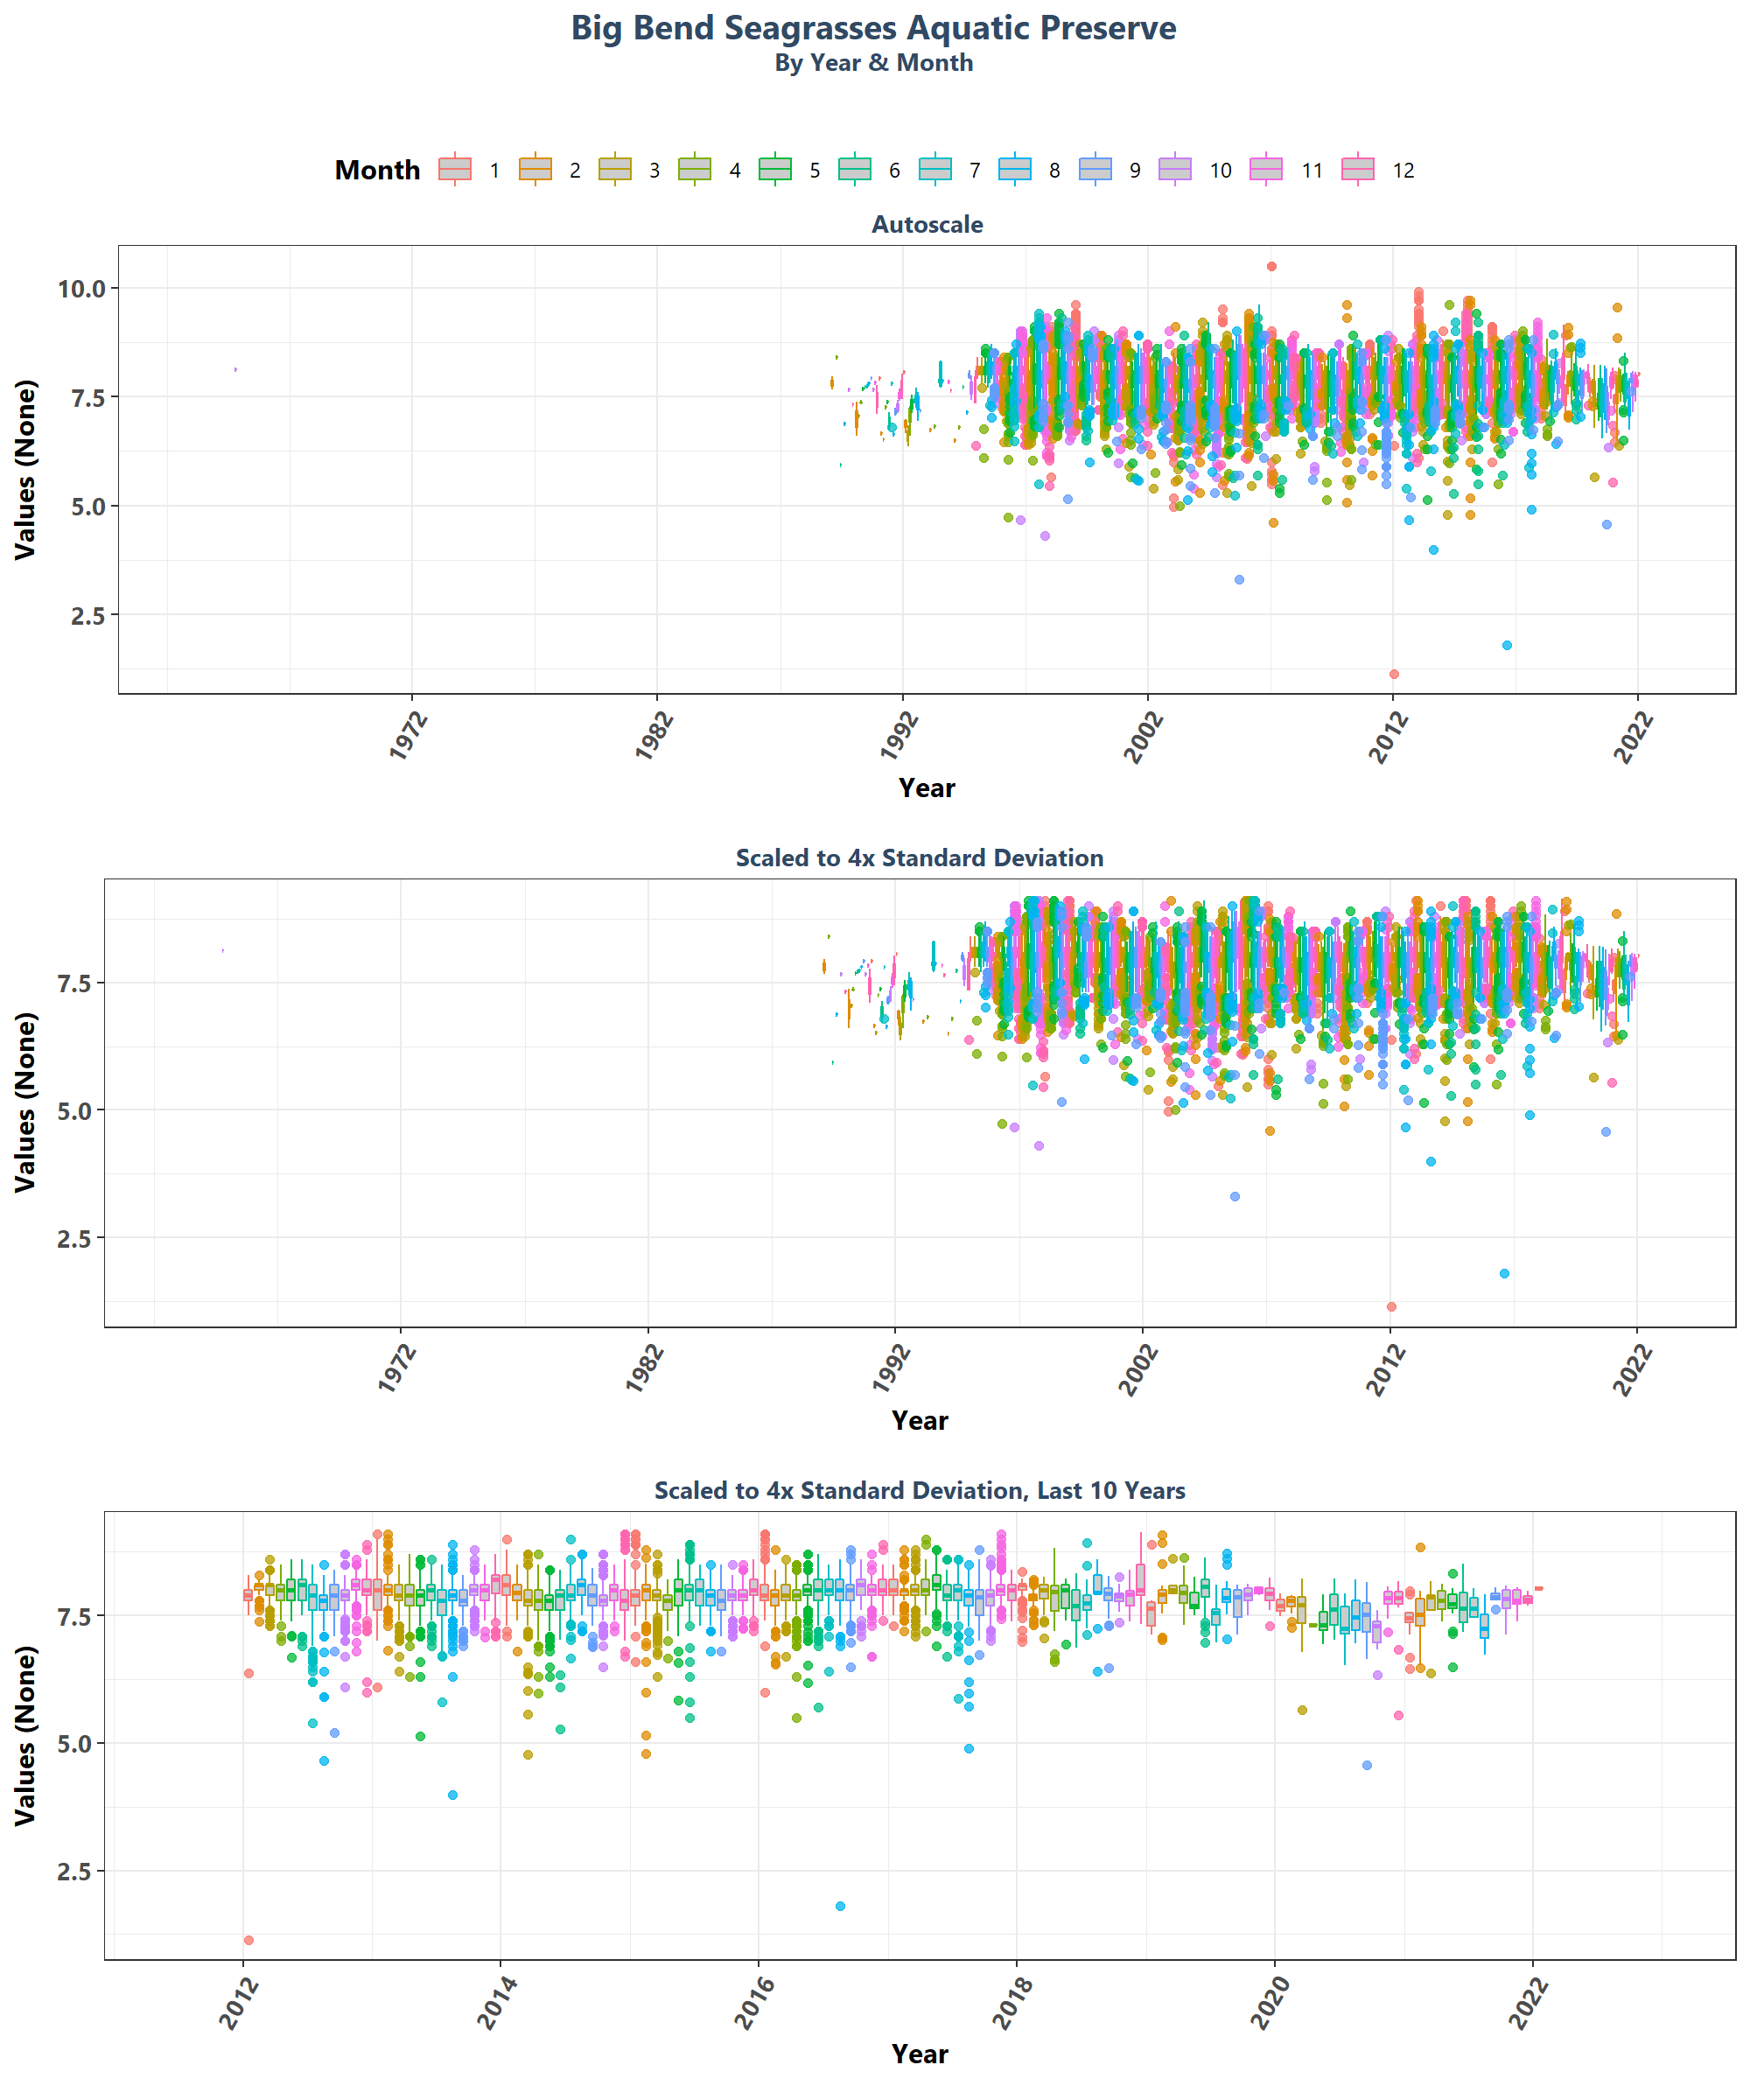 Big Bend Seagrasses Aquatic Preserve
By Year & Month
Month 1 2 3 4 5 6 7 8 9 10 11 12
Autoscale
10.0
7.5
5.0
2.5
Values (None)
1972 1982 1992 2002 2012 2022
Year
Scaled to 4x Standard Deviation
7.5
5.0
2.5
Values (None)
1972 1982 1992 2002 2012 2022
Year
Scaled to 4x Standard Deviation, Last 10 Years
7.5
5.0
2.5
Values (None)
2012 2014 2016 2018 2020 2022
Year